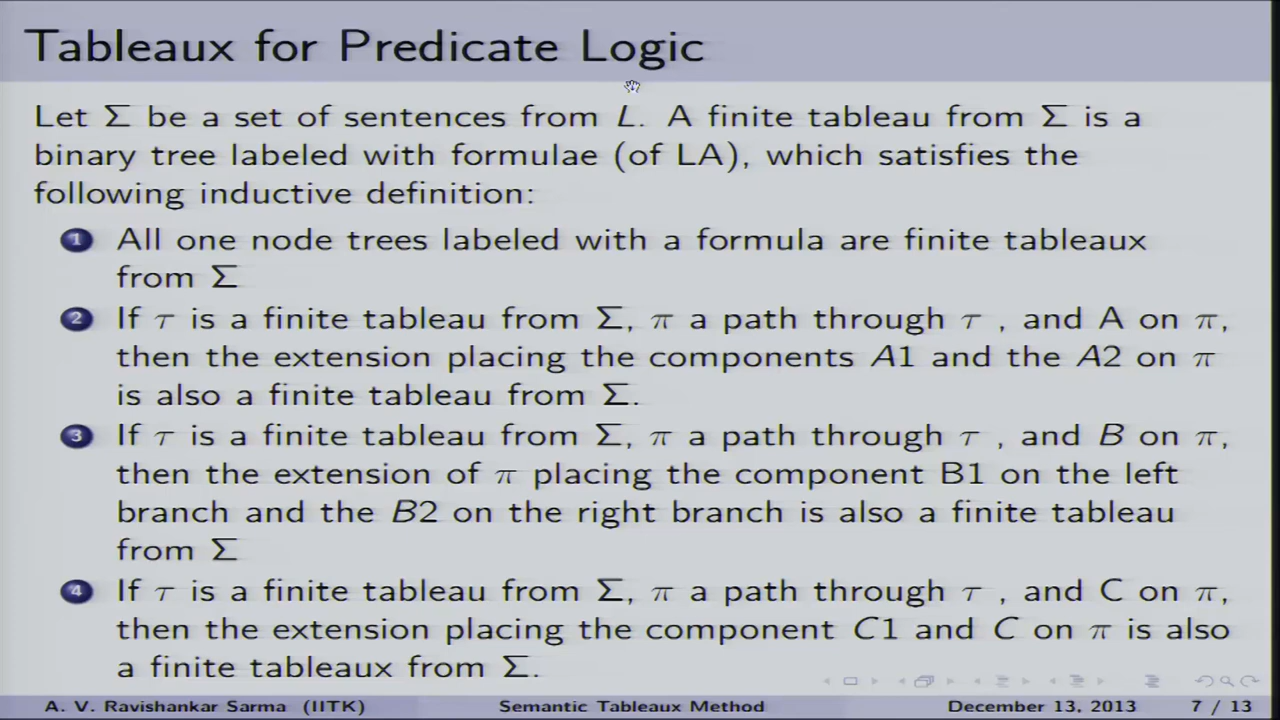 Tableaux for Predicate Logic
Let Σ be a set of sentences from L. A finite tableau from Σ is a
binary tree labeled with formulae (of LA), which satisfies the
following inductive definition:
1 All one node trees labeled with a formula are finite tableaux
from Σ
2 If τ is a finite tableau from Σ, π a path through τ , and A on π,
then the extension placing the components A1 and the A2 on π
is also a finite tableau from Σ.
3 If τ is a finite tableau from Σ, π a path through τ , and B on π,
then the extension of π placing the component B1 on the left
branch and the B2 on the right branch is also a finite tableau
from Σ
4 If τ is a finite tableau from Σ, π a path through τ , and C on π,
then the extension placing the component C1 and C on π is also
a finite tableaux from Σ.
A. V. Ravishankar Sarma (IITK) Semantic Tableaux Method December 13, 2013 7 / 13